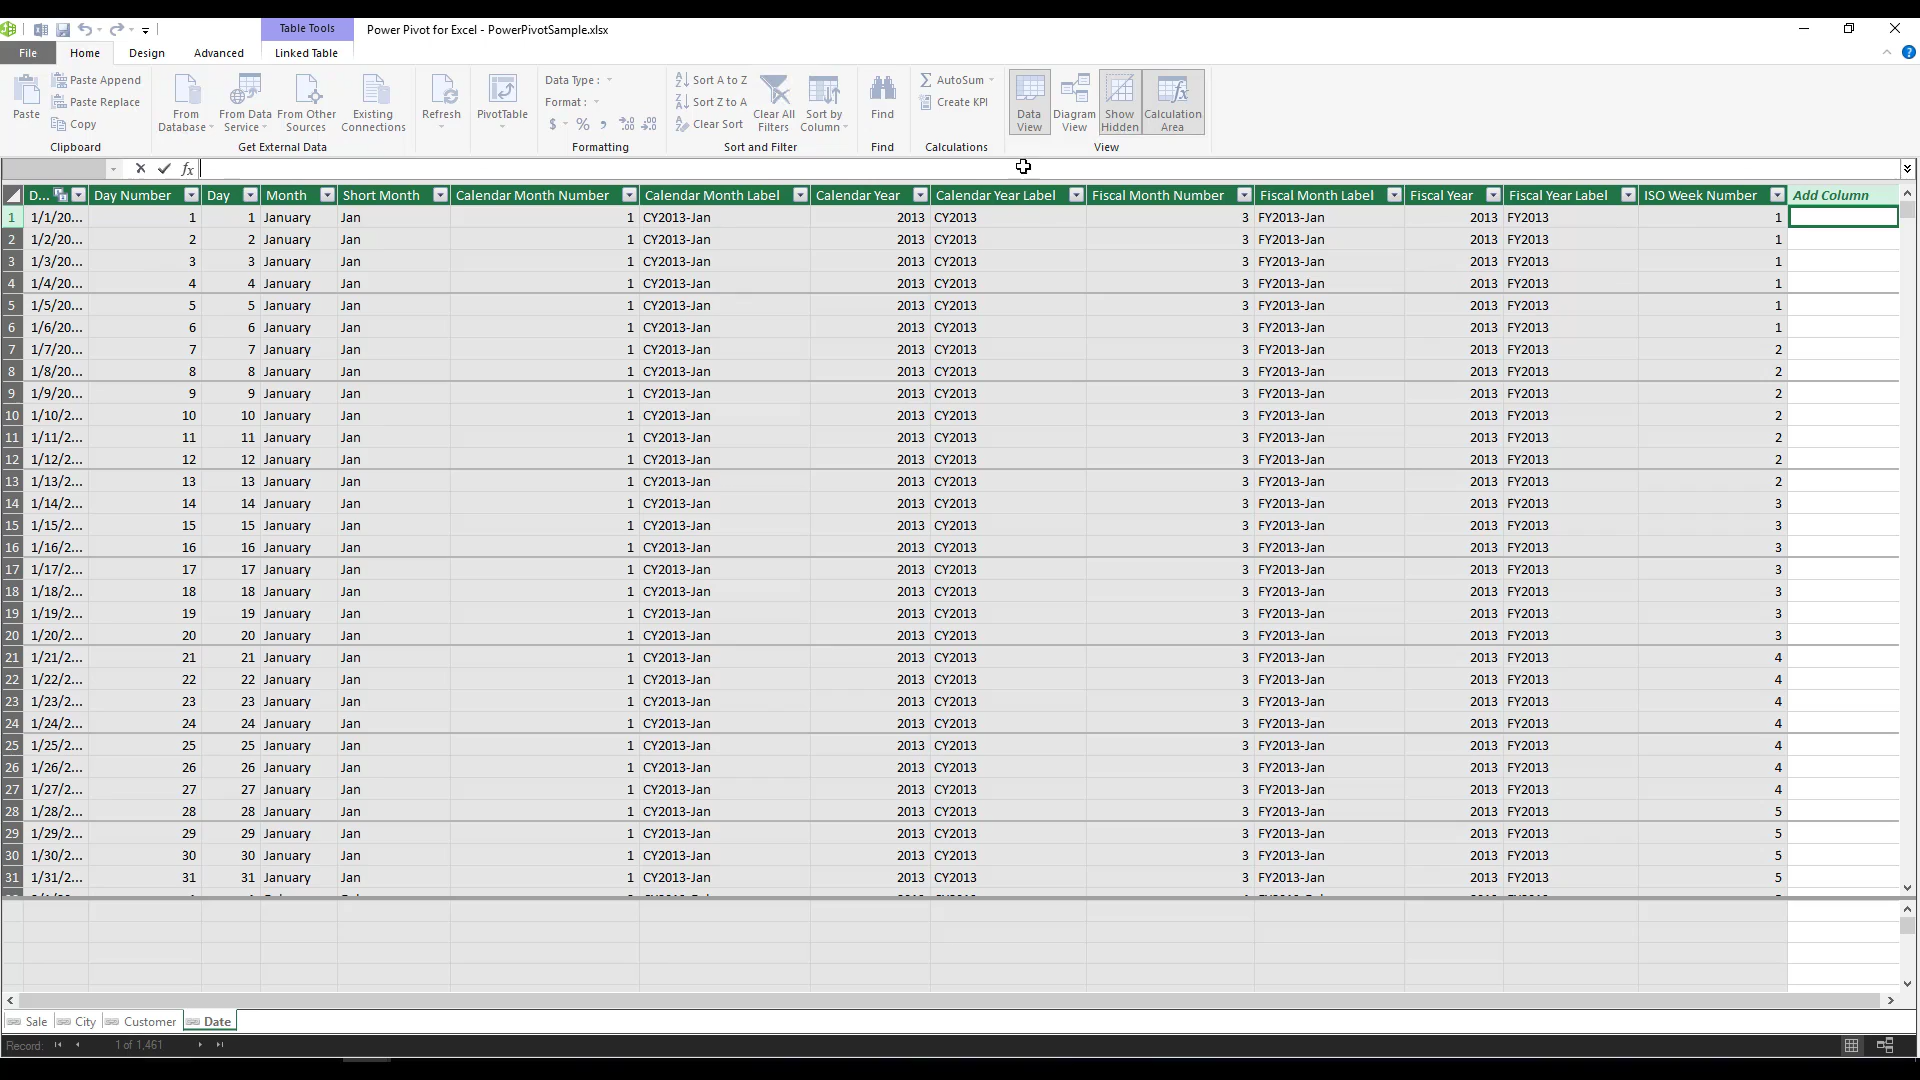 Table Tools
Power Pivot for Excel - PowerPivotSample.xlsx
File Home Design Advanced Linked Table
Paste
Paste Append
Paste Replace
Copy
Clipboard
From Database
From Data Service
From Other Sources
Existing Connections
Get External Data
Refresh
PivotTable
Data Type :
Format :
$ % ,
Formatting
Sort A to Z
Sort Z to A
Clear Sort
Clear All Filters
Sort by Column
Sort and Filter
Find
Find
AutoSum
Create KPI
Calculations
Data View
Diagram View
Show Hidden
Calculation Area
View
fx
D... Day Number Day Month Short Month Calendar Month Number Calendar Month Label Calendar Year Calendar Year Label Fiscal Month Number Fiscal Month Label Fiscal Year Fiscal Year Label ISO Week Number Add Column
1 1/1/20... 1 1 January Jan 1 CY2013-Jan 2013 CY2013 3 FY2013-Jan 2013 FY2013 1
2 1/2/20... 2 2 January Jan 1 CY2013-Jan 2013 CY2013 3 FY2013-Jan 2013 FY2013 1
3 1/3/20... 3 3 January Jan 1 CY2013-Jan 2013 CY2013 3 FY2013-Jan 2013 FY2013 1
4 1/4/20... 4 4 January Jan 1 CY2013-Jan 2013 CY2013 3 FY2013-Jan 2013 FY2013 1
5 1/5/20... 5 5 January Jan 1 CY2013-Jan 2013 CY2013 3 FY2013-Jan 2013 FY2013 1
6 1/6/20... 6 6 January Jan 1 CY2013-Jan 2013 CY2013 3 FY2013-Jan 2013 FY2013 1
7 1/7/20... 7 7 January Jan 1 CY2013-Jan 2013 CY2013 3 FY2013-Jan 2013 FY2013 2
8 1/8/20... 8 8 January Jan 1 CY2013-Jan 2013 CY2013 3 FY2013-Jan 2013 FY2013 2
9 1/9/20... 9 9 January Jan 1 CY2013-Jan 2013 CY2013 3 FY2013-Jan 2013 FY2013 2
10 1/10/2... 10 10 January Jan 1 CY2013-Jan 2013 CY2013 3 FY2013-Jan 2013 FY2013 2
11 1/11/2... 11 11 January Jan 1 CY2013-Jan 2013 CY2013 3 FY2013-Jan 2013 FY2013 2
12 1/12/2... 12 12 January Jan 1 CY2013-Jan 2013 CY2013 3 FY2013-Jan 2013 FY2013 2
13 1/13/2... 13 13 January Jan 1 CY2013-Jan 2013 CY2013 3 FY2013-Jan 2013 FY2013 2
14 1/14/2... 14 14 January Jan 1 CY2013-Jan 2013 CY2013 3 FY2013-Jan 2013 FY2013 3
15 1/15/2... 15 15 January Jan 1 CY2013-Jan 2013 CY2013 3 FY2013-Jan 2013 FY2013 3
16 1/16/2... 16 16 January Jan 1 CY2013-Jan 2013 CY2013 3 FY2013-Jan 2013 FY2013 3
17 1/17/2... 17 17 January Jan 1 CY2013-Jan 2013 CY2013 3 FY2013-Jan 2013 FY2013 3
18 1/18/2... 18 18 January Jan 1 CY2013-Jan 2013 CY2013 3 FY2013-Jan 2013 FY2013 3
19 1/19/2... 19 19 January Jan 1 CY2013-Jan 2013 CY2013 3 FY2013-Jan 2013 FY2013 3
20 1/20/2... 20 20 January Jan 1 CY2013-Jan 2013 CY2013 3 FY2013-Jan 2013 FY2013 3
21 1/21/2... 21 21 January Jan 1 CY2013-Jan 2013 CY2013 3 FY2013-Jan 2013 FY2013 4
22 1/22/2... 22 22 January Jan 1 CY2013-Jan 2013 CY2013 3 FY2013-Jan 2013 FY2013 4
23 1/23/2... 23 23 January Jan 1 CY2013-Jan 2013 CY2013 3 FY2013-Jan 2013 FY2013 4
24 1/24/2... 24 24 January Jan 1 CY2013-Jan 2013 CY2013 3 FY2013-Jan 2013 FY2013 4
25 1/25/2... 25 25 January Jan 1 CY2013-Jan 2013 CY2013 3 FY2013-Jan 2013 FY2013 4
26 1/26/2... 26 26 January Jan 1 CY2013-Jan 2013 CY2013 3 FY2013-Jan 2013 FY2013 4
27 1/27/2... 27 27 January Jan 1 CY2013-Jan 2013 CY2013 3 FY2013-Jan 2013 FY2013 4
28 1/28/2... 28 28 January Jan 1 CY2013-Jan 2013 CY2013 3 FY2013-Jan 2013 FY2013 5
29 1/29/2... 29 29 January Jan 1 CY2013-Jan 2013 CY2013 3 FY2013-Jan 2013 FY2013 5
30 1/30/2... 30 30 January Jan 1 CY2013-Jan 2013 CY2013 3 FY2013-Jan 2013 FY2013 5
31 1/31/2... 31 31 January Jan 1 CY2013-Jan 2013 CY2013 3 FY2013-Jan 2013 FY2013 5
Sale City Customer Date
Record: 1 of 1,461